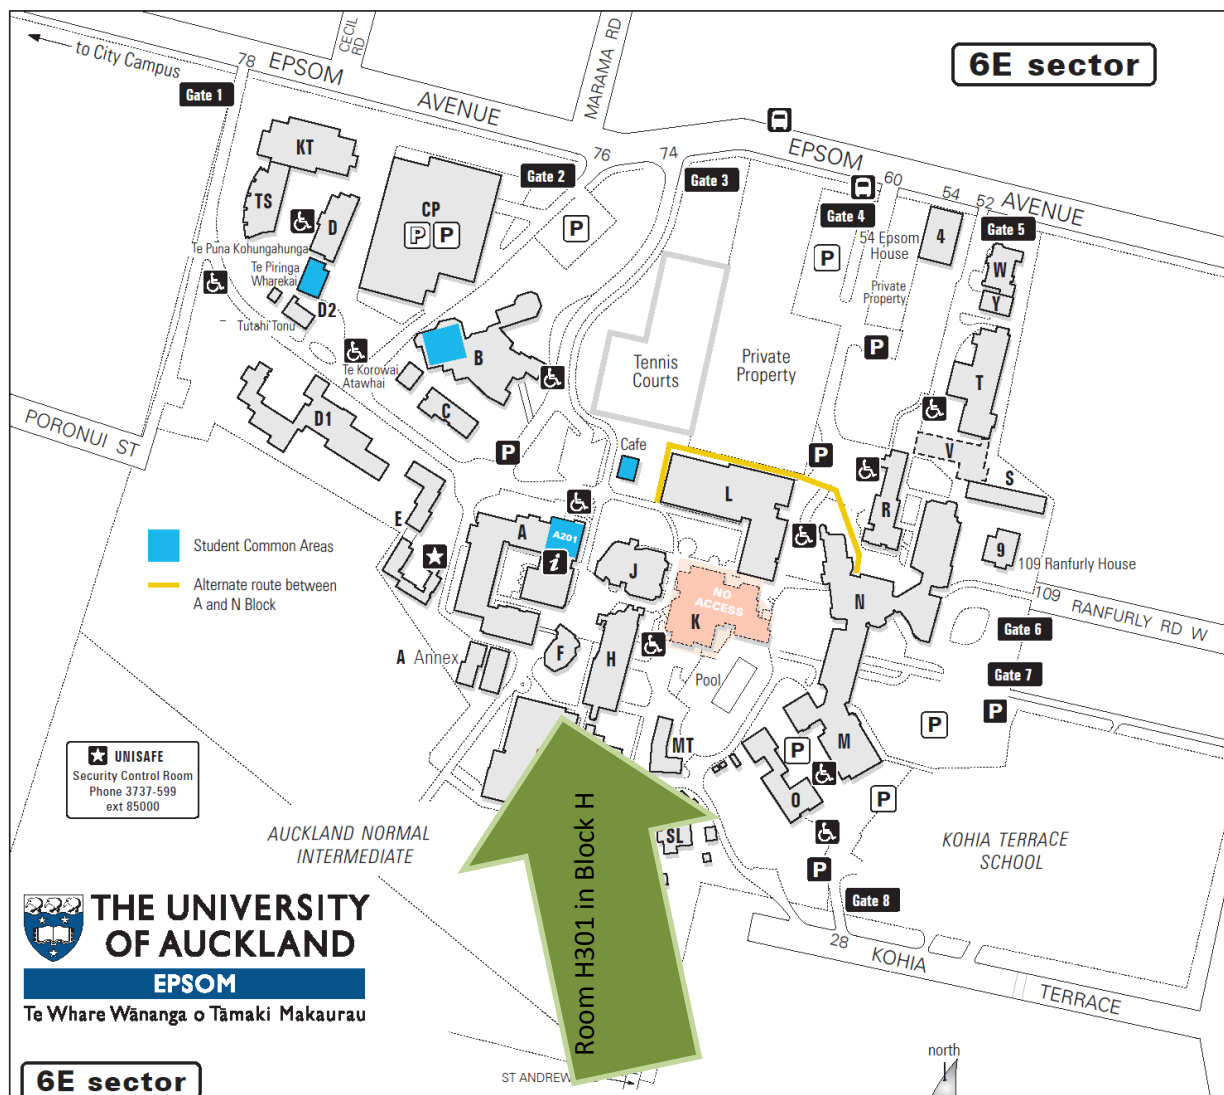 6E sector
to City Campus
78
EPSOM
AVENUE
CECIL
RD
MARAMA RD
Gate 1
KT
TS
D
Te Puna Kohungahunga
Te Piringa
Wharekai
D2
Tutahi Tonu
CP
P
P
Gate 2
76
74
P
Gate 3
EPSOM
AVENUE
60
54
52
Gate 4
Gate 5
54 Epsom
House
4
P
Private
Property
W
Y
P
T
Tennis
Courts
Private
Property
B
Te Korowai
Atawhai
C
D1
PORONUI ST
P
Cafe
L
P
V
S
R
9
109 Ranfurly House
109 RANFURLY RD W
E
A
A201
i
J
NO
ACCESS
K
N
Gate 6
Gate 7
P
P
Student Common Areas
Alternate route between
A and N Block
A Annex
F
H
Pool
MT
M
P
O
P
P
SL
UNISAFE
Security Control Room
Phone 3737-599
ext 85000
AUCKLAND NORMAL
INTERMEDIATE
KOHIA TERRACE
SCHOOL
Gate 8
28
KOHIA
TERRACE
Room H301 in Block H
THE UNIVERSITY
OF AUCKLAND
EPSOM
Te Whare Wānanga o Tāmaki Makaurau
6E sector
ST ANDREW
north